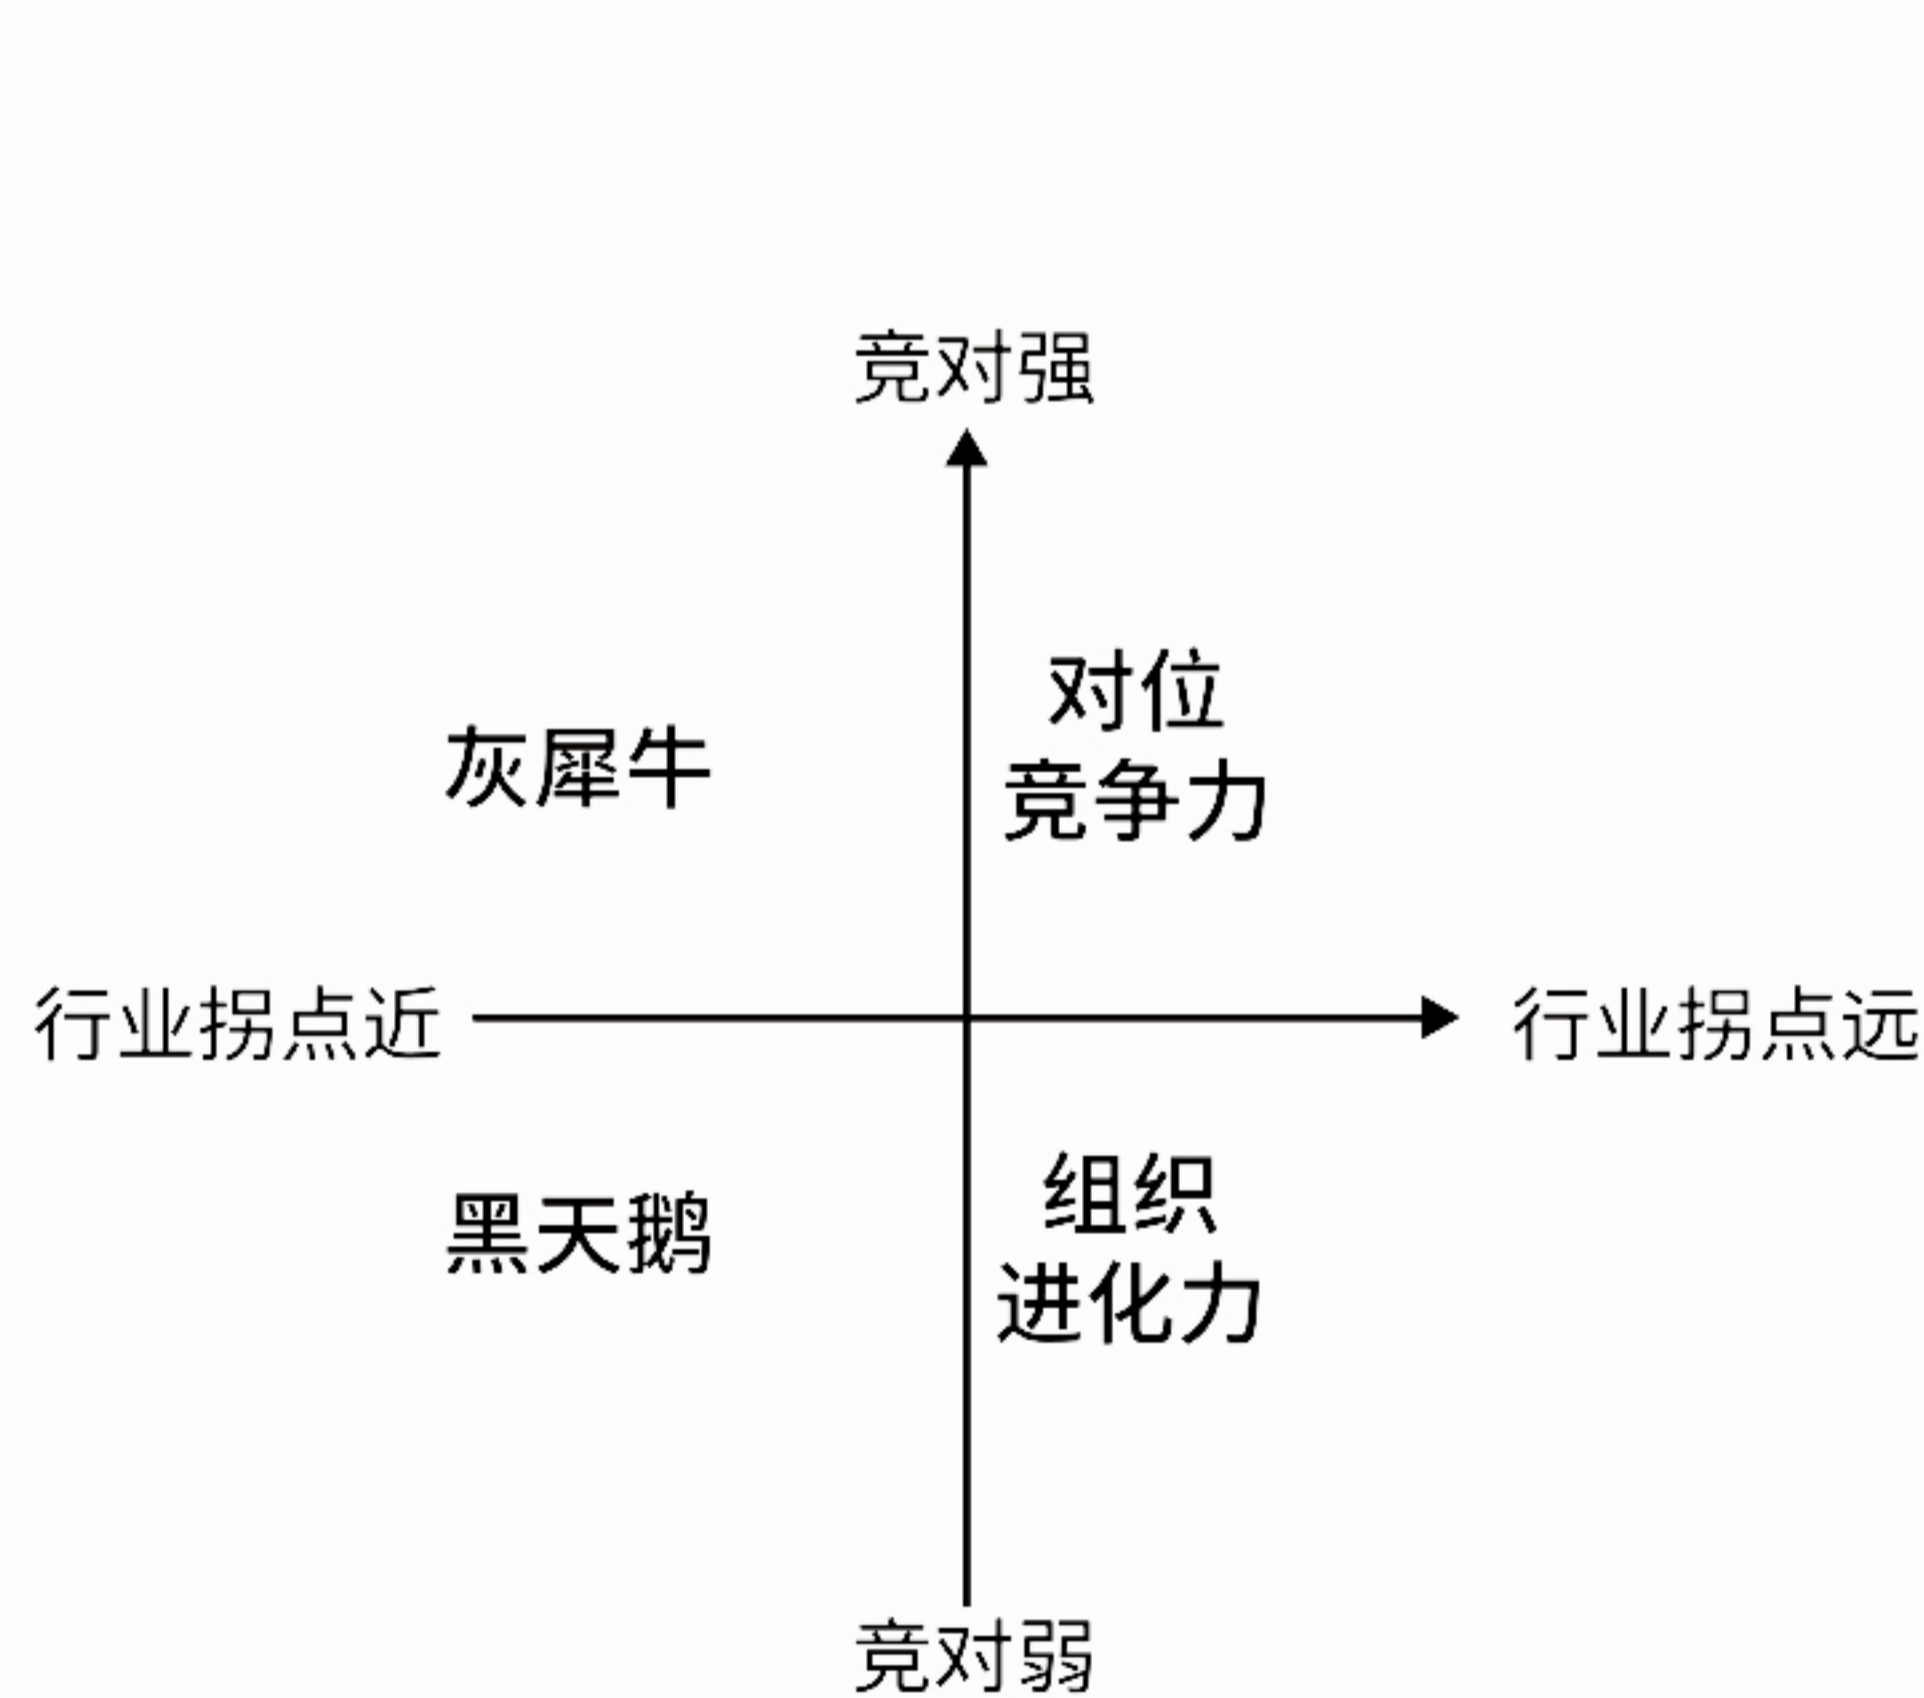 竞对强
对位
灰犀牛
竞争力
行业拐点近
行业拐点远
组织
黑天鹅
进化力
竞对弱